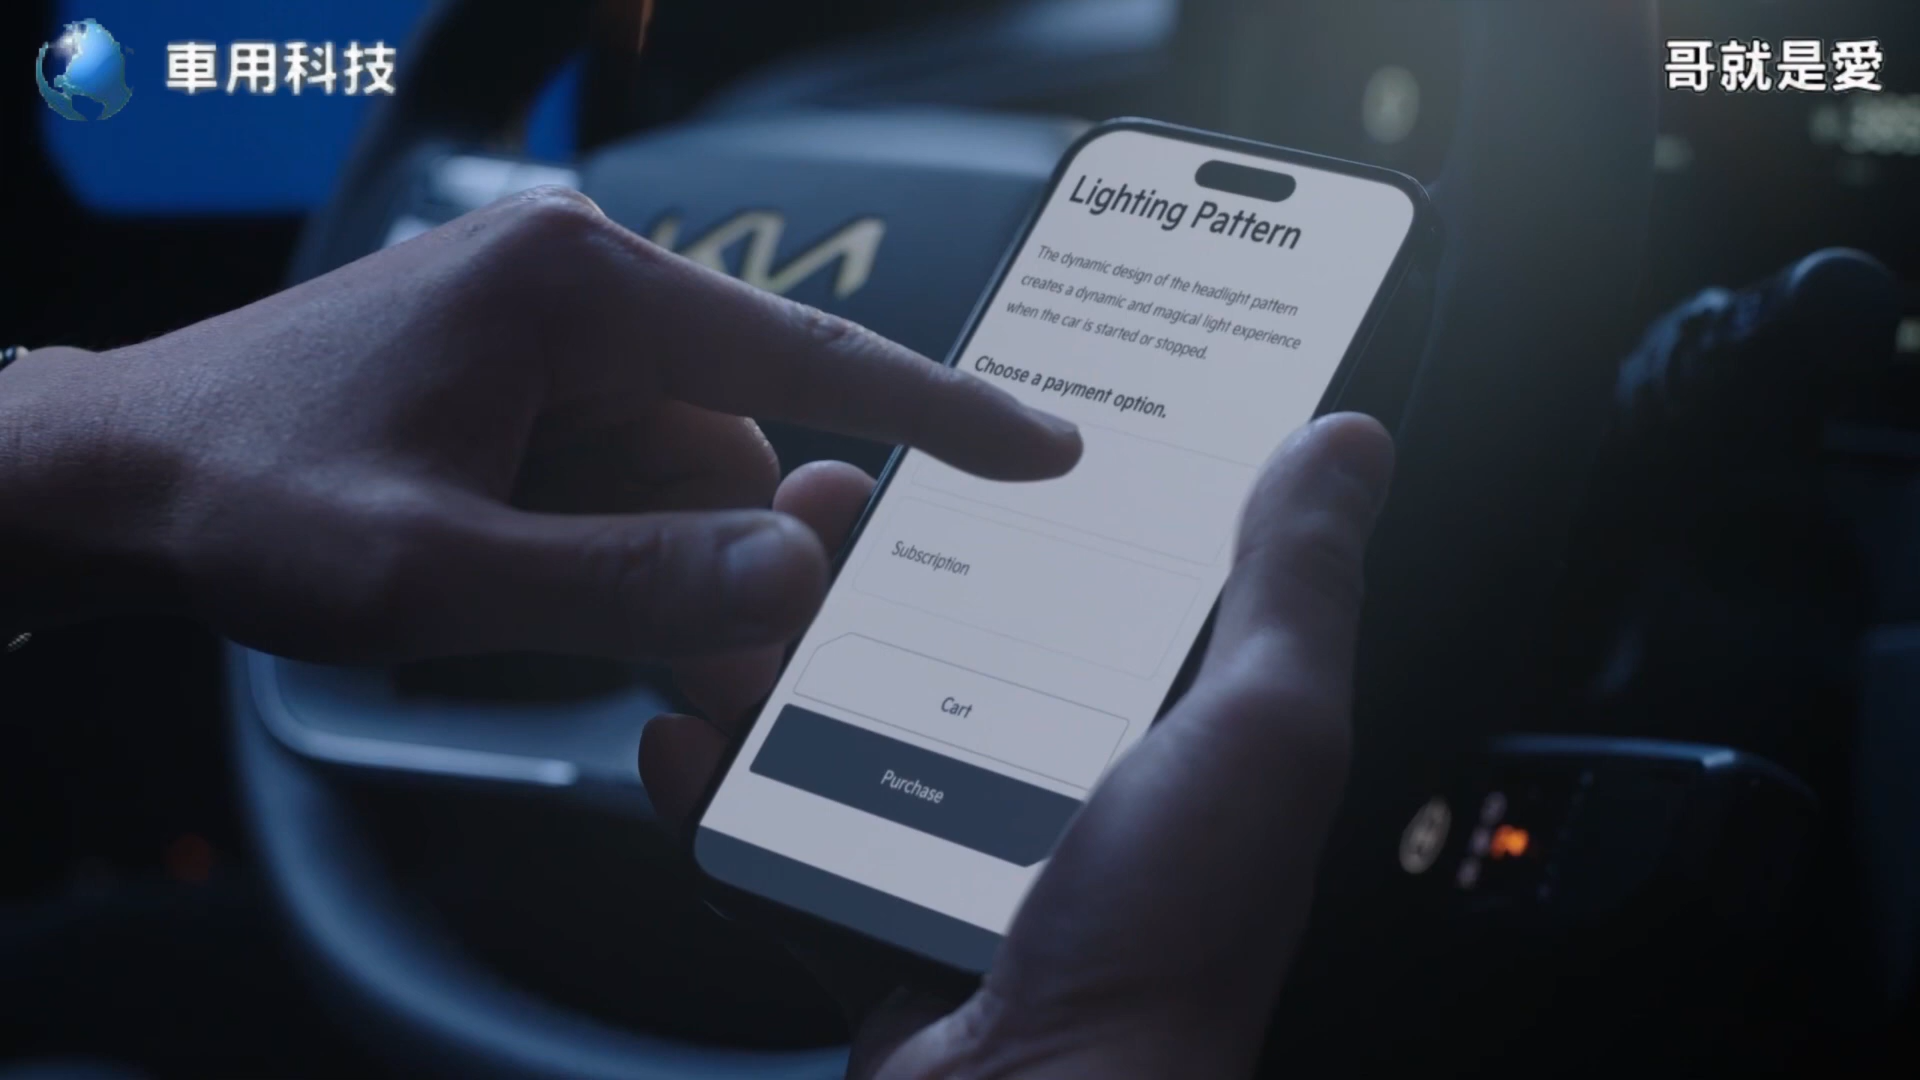 車用科技
哥就是愛
KIA
Lighting Pattern
The dynamic design of the headlight pattern
creates a dynamic and magical light experience
when the car is started or stopped.
Choose a payment option.
Subscription
Cart
Purchase